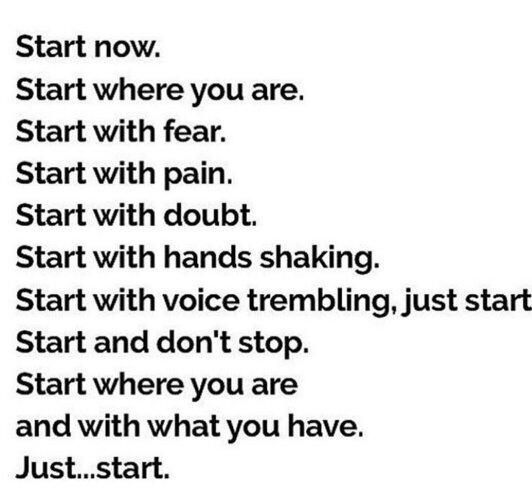 Start now.
Start where you are.
Start with fear.
Start with pain.
Start with doubt.
Start with hands shaking.
Start with voice trembling, just start
Start and don't stop.
Start where you are
and with what you have.
Just...start.